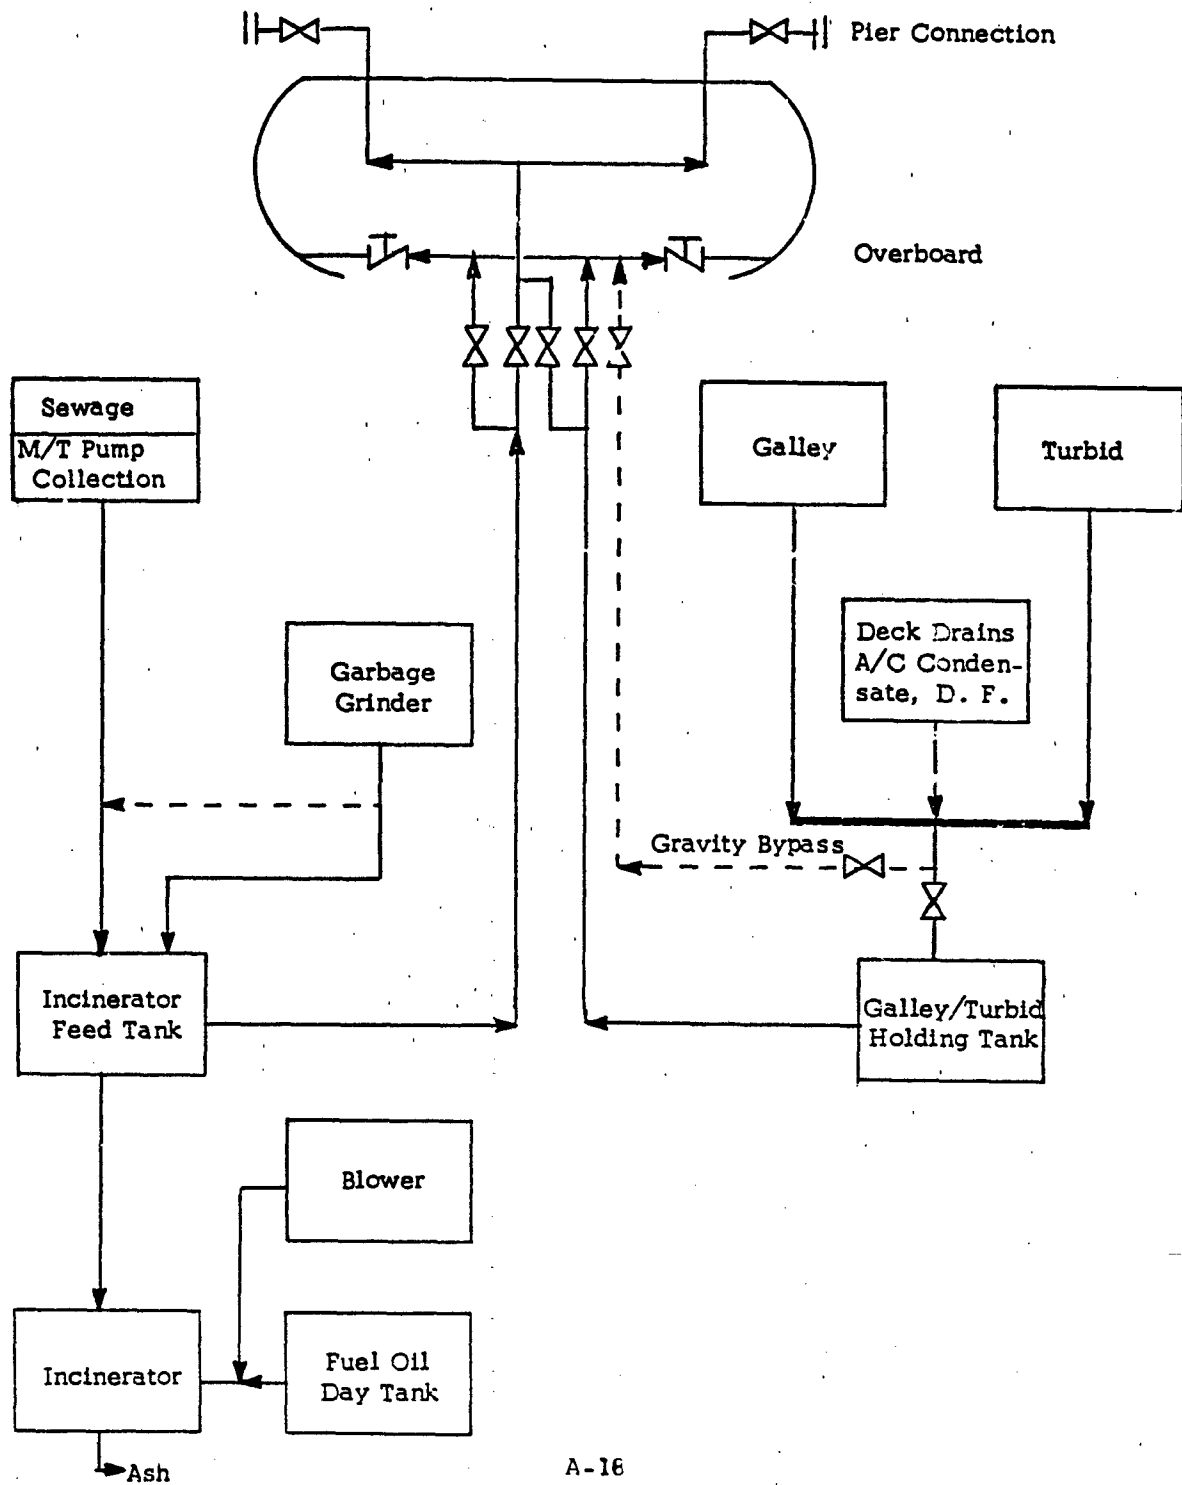 Pier Connection
Overboard
Sewage
M/T Pump
Collection
Galley
Turbid
Garbage
Grinder
Deck Drains
A/C Conden-
sate, D. F.
Gravity Bypass
Incinerator
Feed Tank
Galley/Turbid
Holding Tank
Blower
Incinerator
Fuel Oil
Day Tank
Ash
A-18